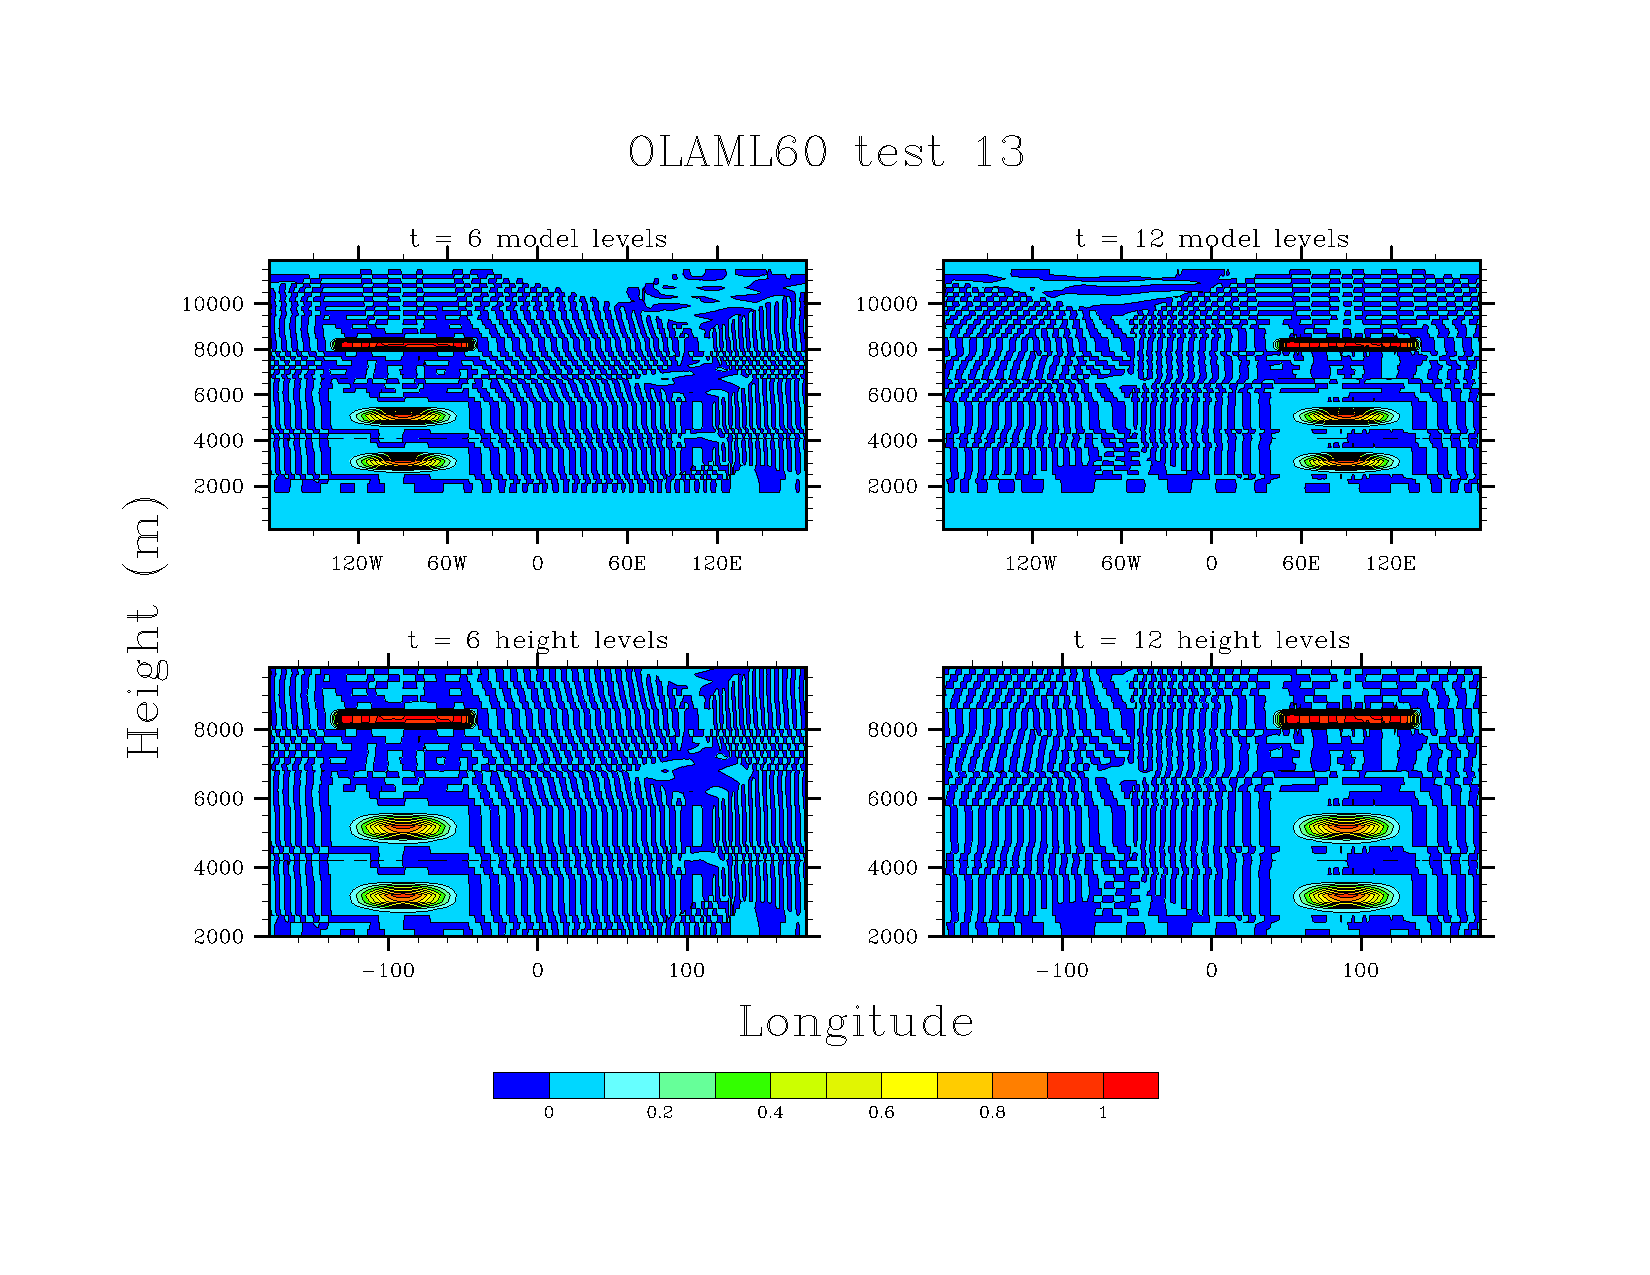 OLAML60 test 13
t = 6 model levels
t = 12 model levels
10000
8000
6000
4000
2000
120W 60W 0 60E 120E
10000
8000
6000
4000
2000
120W 60W 0 60E 120E
Height (m)
t = 6 height levels
t = 12 height levels
8000
6000
4000
2000
-100 0 100
8000
6000
4000
2000
-100 0 100
Longitude
0 0.2 0.4 0.6 0.8 1